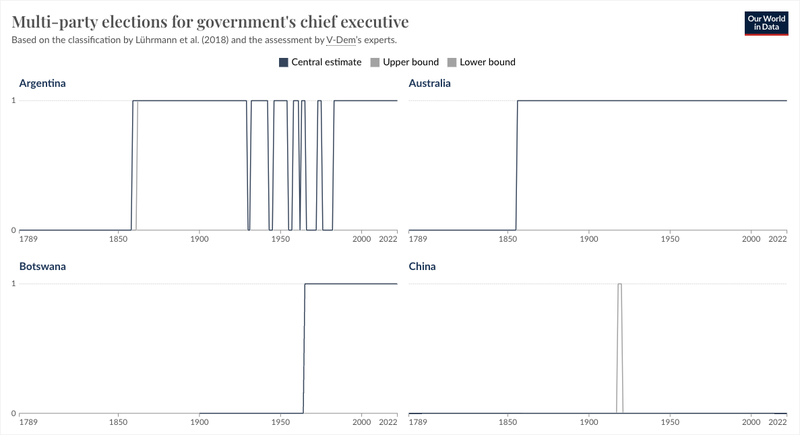 Multi-party elections for government's chief executive
Based on the classification by Lührmann et al. (2018) and the assessment by V-Dem's experts.
Our World
in Data
Central estimate Upper bound Lower bound
Argentina
1
0
1789 1850 1900 1950 2000 2022
Australia
1789 1850 1900 1950 2000 2022
Botswana
1
0
1789 1850 1900 1950 2000 2022
China
1789 1850 1900 1950 2000 2022